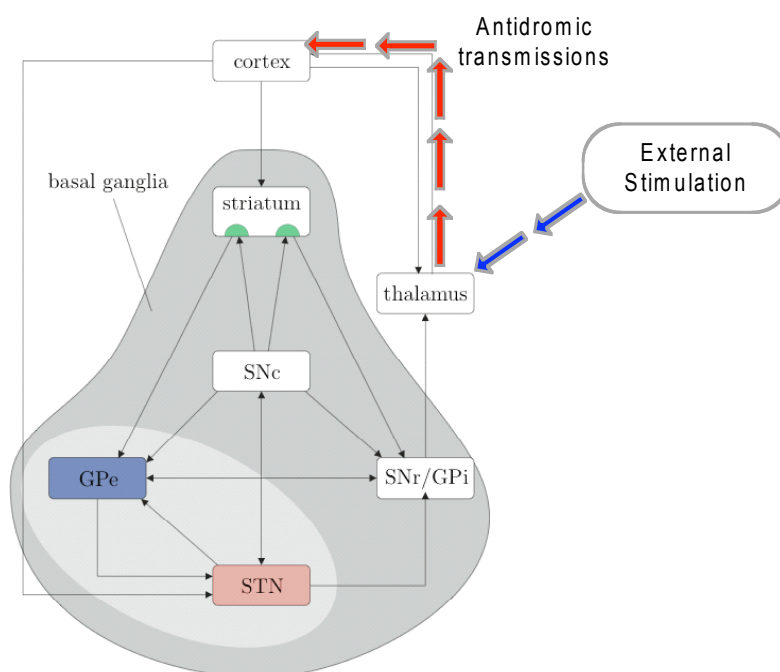 Antidromic
transmissions
cortex
External
Stimulation
basal ganglia
striatum
thalamus
SNc
GPe
SNr/GPi
STN